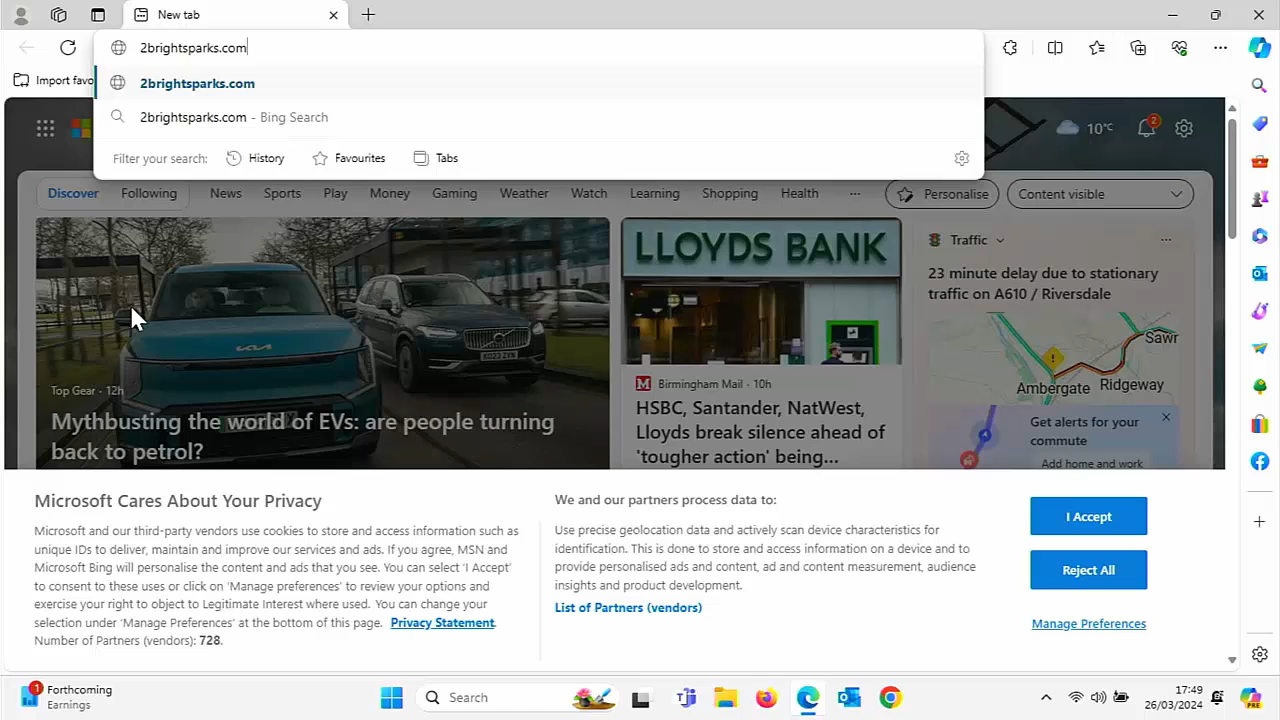 New tab
2brightsparks.com
2brightsparks.com
2brightsparks.com - Bing Search
Filter your search:
History
Favourites
Tabs
Import favo
10°C
2
Discover
Following
News
Sports
Play
Money
Gaming
Weather
Watch
Learning
Shopping
Health
Personalise
Content visible
Top Gear · 12h
Mythbusting the world of EVs: are people turning
back to petrol?
LLOYDS BANK
Birmingham Mail · 10h
HSBC, Santander, NatWest,
Lloyds break silence ahead of
'tougher action' being...
Traffic
23 minute delay due to stationary
traffic on A610 / Riversdale
Sawr
Ambergate
Ridgeway
Get alerts for your
commute
Add home and work
Microsoft Cares About Your Privacy
Microsoft and our third-party vendors use cookies to store and access information such as
unique IDs to deliver, maintain and improve our services and ads. If you agree, MSN and
Microsoft Bing will personalise the content and ads that you see. You can select 'I Accept'
to consent to these uses or click on 'Manage preferences' to review your options and
exercise your right to object to Legitimate Interest where used. You can change your
selection under 'Manage Preferences' at the bottom of this page. Privacy Statement.
Number of Partners (vendors): 728.
We and our partners process data to:
Use precise geolocation data and actively scan device characteristics for
identification. This is done to store and access information on a device and to
provide personalised ads and content, ad and content measurement, audience
insights and product development.
List of Partners (vendors)
I Accept
Reject All
Manage Preferences
1
Forthcoming
Earnings
Search
17:49
26/03/2024